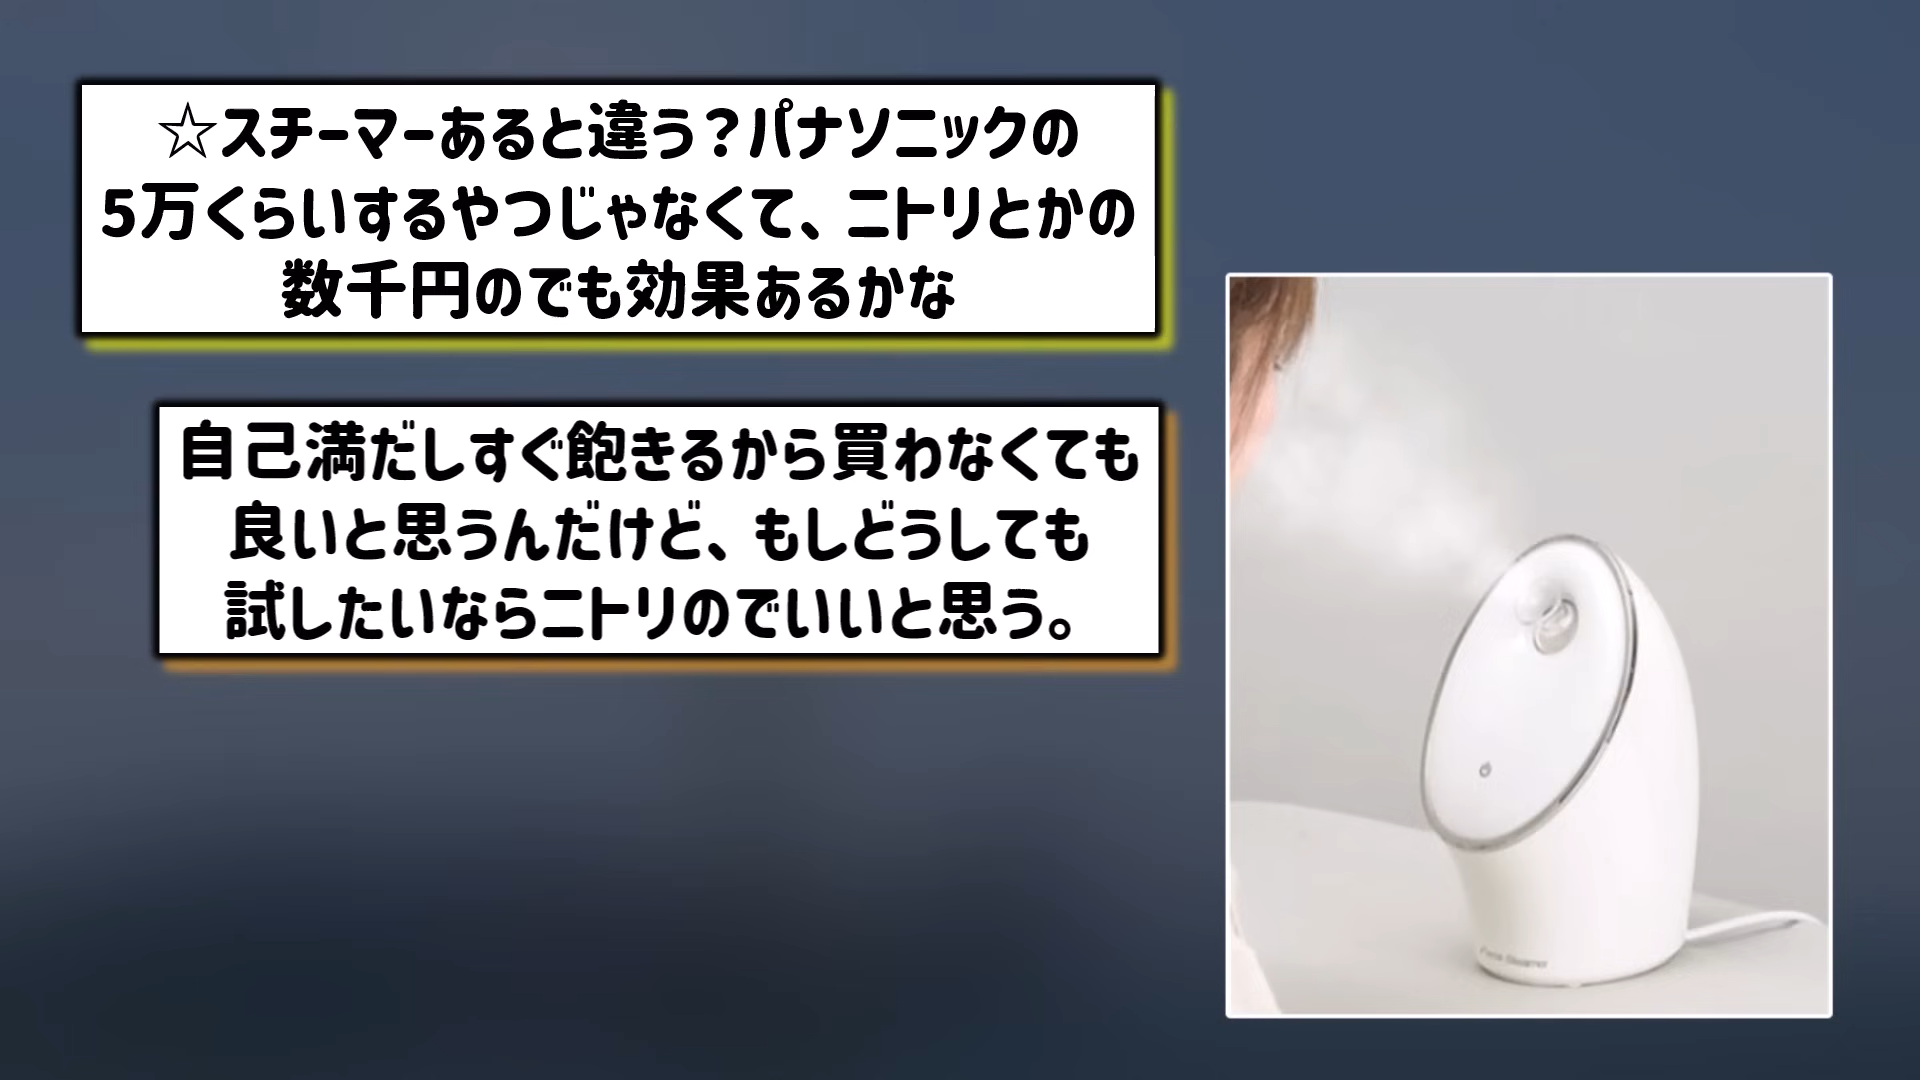 ☆スチーマーあると違う？パナソニックの
5万くらいするやつじゃなくて、ニトリとかの
数千円のでも効果あるかな
自己満だしすぐ飽きるから買わなくても
良いと思うんだけど、もしどうしても
試したいならニトリのでいいと思う。